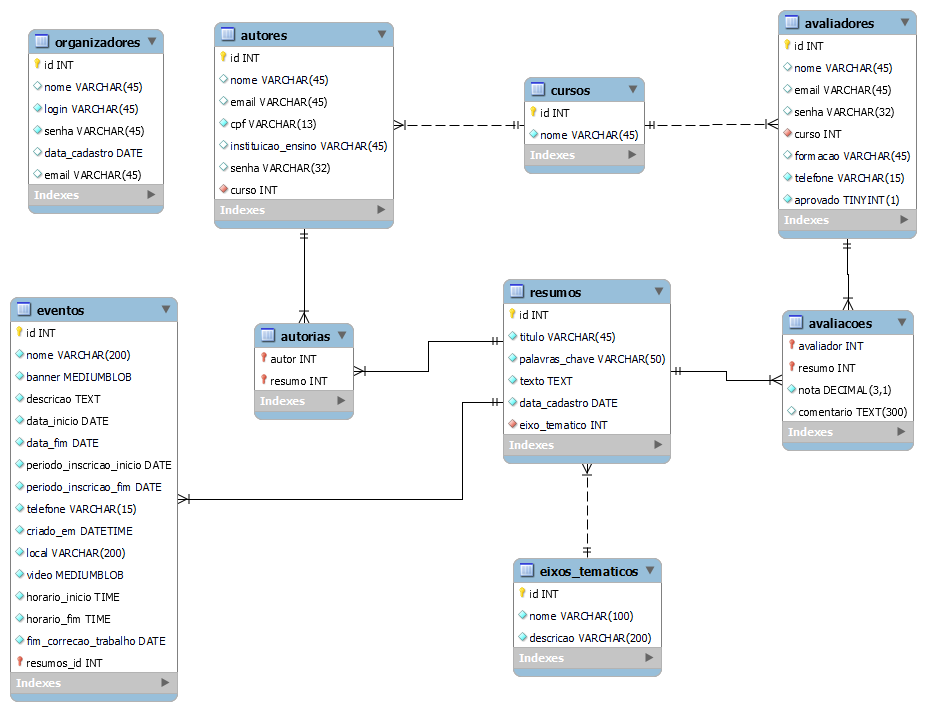 organizadores
id INT
nome VARCHAR(45)
login VARCHAR(45)
senha VARCHAR(45)
data_cadastro DATE
email VARCHAR(45)
Indexes
autores
id INT
nome VARCHAR(45)
email VARCHAR(45)
cpf VARCHAR(13)
instituicao_ensino VARCHAR(45)
senha VARCHAR(32)
curso INT
Indexes
cursos
id INT
nome VARCHAR(45)
Indexes
avaliadores
id INT
nome VARCHAR(45)
email VARCHAR(45)
senha VARCHAR(32)
curso INT
formacao VARCHAR(45)
telefone VARCHAR(15)
aprovado TINYINT(1)
Indexes
eventos
id INT
nome VARCHAR(200)
banner MEDIUMBLOB
descricao TEXT
data_inicio DATE
data_fim DATE
periodo_inscricao_inicio DATE
periodo_inscricao_fim DATE
telefone VARCHAR(15)
criado_em DATETIME
local VARCHAR(200)
video MEDIUMBLOB
horario_inicio TIME
horario_fim TIME
fim_correcao_trabalho DATE
resumos_id INT
Indexes
autorias
autor INT
resumo INT
Indexes
resumos
id INT
titulo VARCHAR(45)
palavras_chave VARCHAR(50)
texto TEXT
data_cadastro DATE
eixo_tematico INT
Indexes
avaliacoes
avaliador INT
resumo INT
nota DECIMAL(3,1)
comentario TEXT(300)
Indexes
eixos_tematicos
id INT
nome VARCHAR(100)
descricao VARCHAR(200)
Indexes